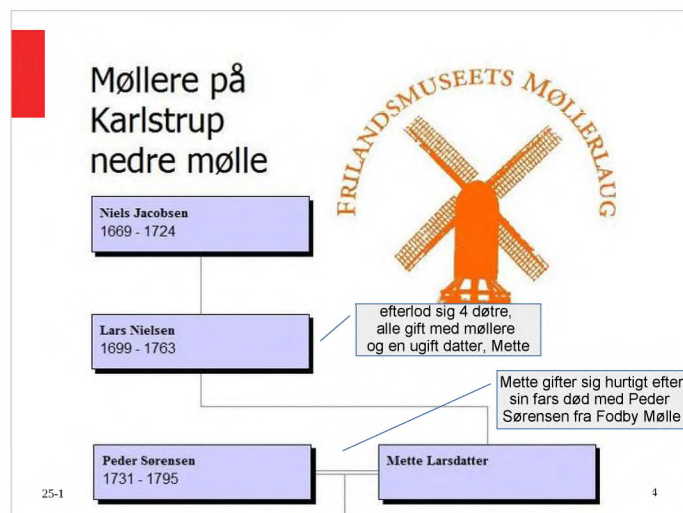 Møllere på
Karlstrup
nedre mølle
FRILANDSMUSEETS MØLLERLAUG
Niels Jacobsen
1669 - 1724
Lars Nielsen
1699 - 1763
efterlod sig 4 døtre,
alle gift med møllere
og en ugift datter, Mette
Mette gifter sig hurtigt efter
sin fars død med Peder
Sørensen fra Fodby Mølle
Peder Sørensen
1731 - 1795
Mette Larsdatter
25-1
4